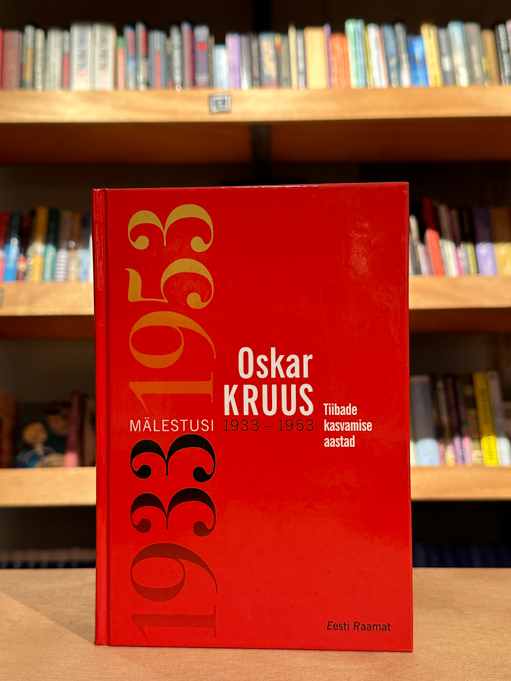 1953
Oskar
KRUUS
MÄLESTUSI 1933 – 1953
Tiibade
kasvamise
aastad
1933
Eesti Raamat